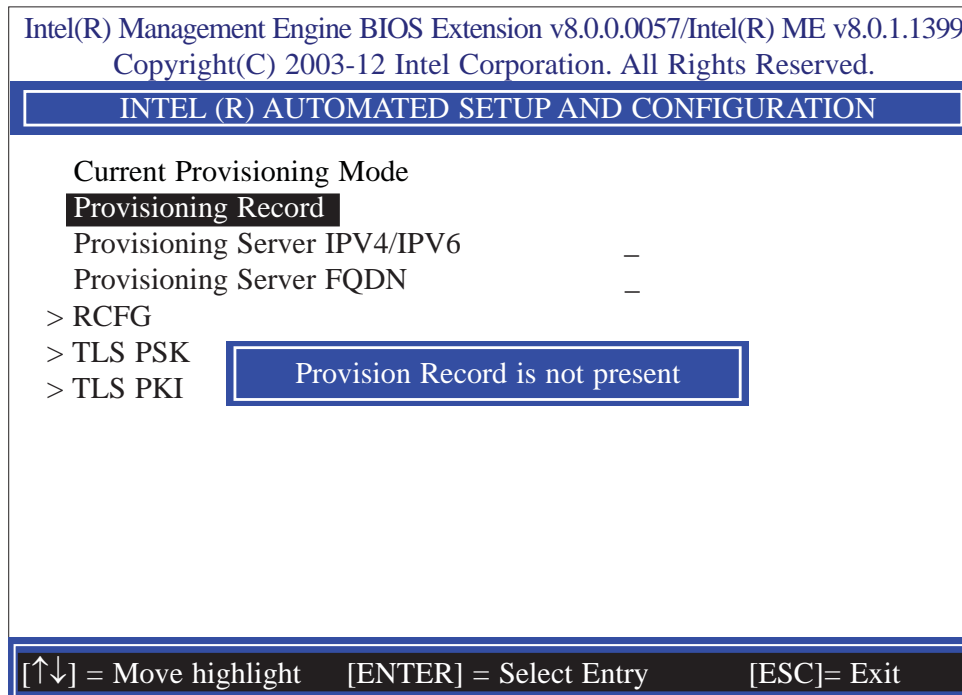 Intel(R) Management Engine BIOS Extension v8.0.0.0057/Intel(R) ME v8.0.1.1399
Copyright(C) 2003-12 Intel Corporation. All Rights Reserved.
INTEL (R) AUTOMATED SETUP AND CONFIGURATION
Current Provisioning Mode
Provisioning Record
Provisioning Server IPV4/IPV6 _
Provisioning Server FQDN _
> RCFG
> TLS PSK
> TLS PKI
Provision Record is not present
[↑↓] = Move highlight [ENTER] = Select Entry [ESC]= Exit